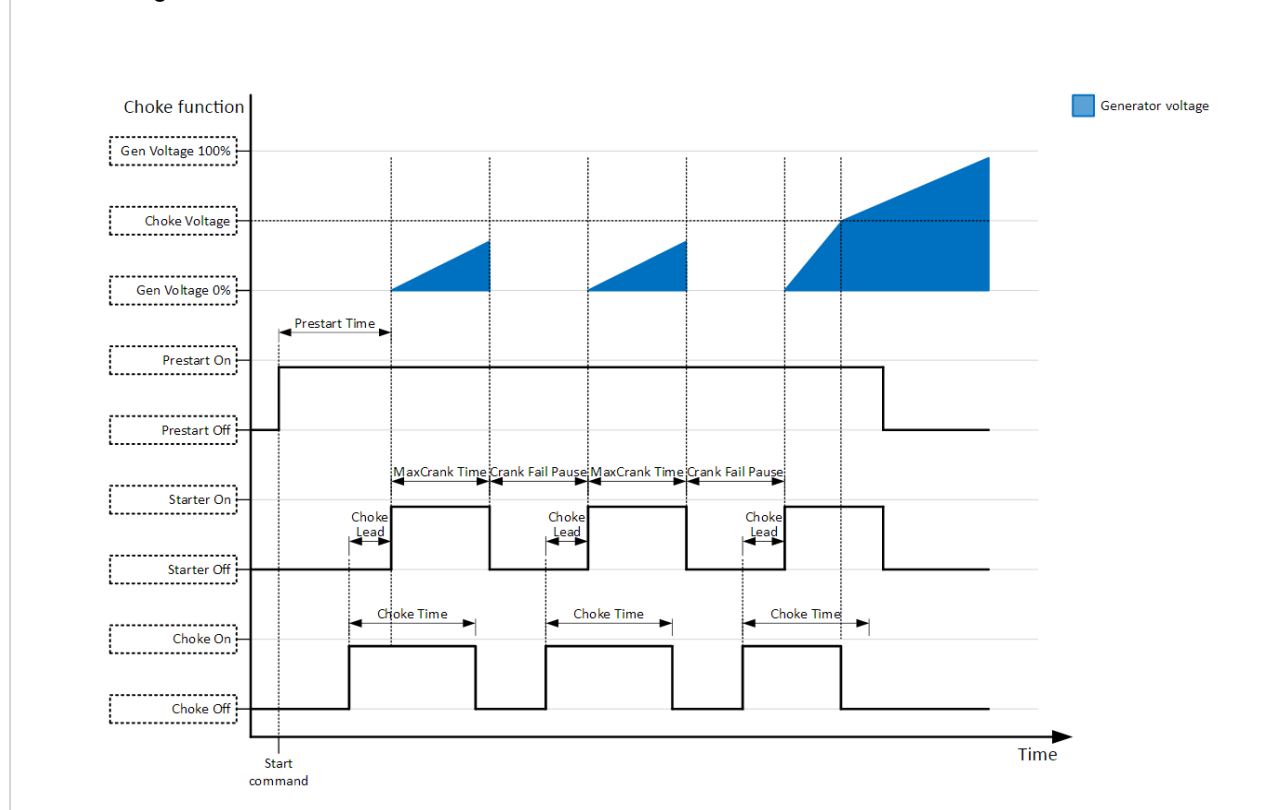 Choke function
Generator voltage
Gen Voltage 100%
Choke Voltage
Gen Voltage 0%
Prestart Time
Prestart On
Prestart Off
MaxCrank Time Crank Fail Pause MaxCrank Time Crank Fail Pause
Starter On
Choke Lead
Choke Lead
Choke Lead
Starter Off
Choke Time
Choke Time
Choke Time
Choke On
Choke Off
Time
Start
command